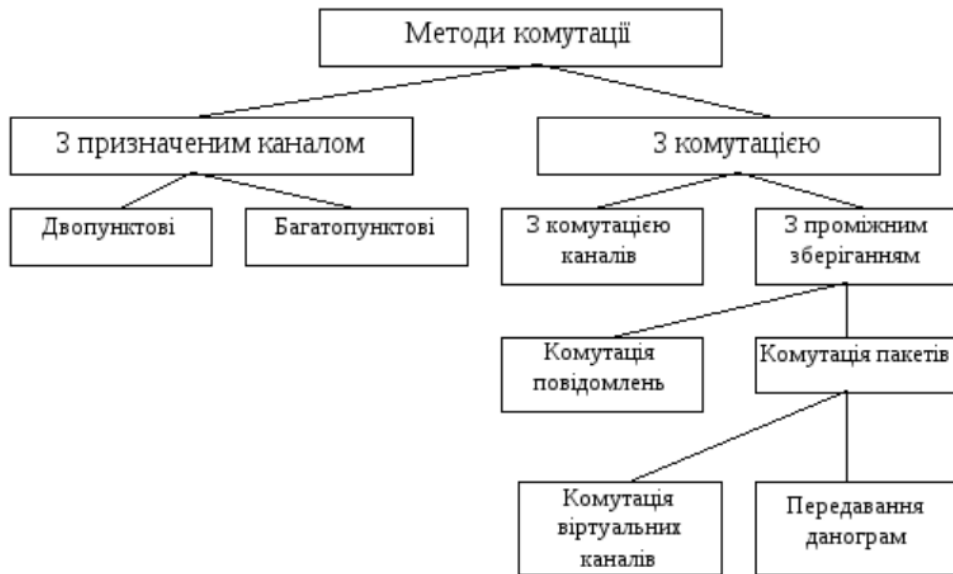 Методи комутації
З призначеним каналом
З комутацією
Двопунктові
Багатопунктові
З комутацією
каналів
З проміжним
зберіганням
Комутація
повідомлень
Комутація пакетів
Комутація
віртуальних
каналів
Передавання
данограм